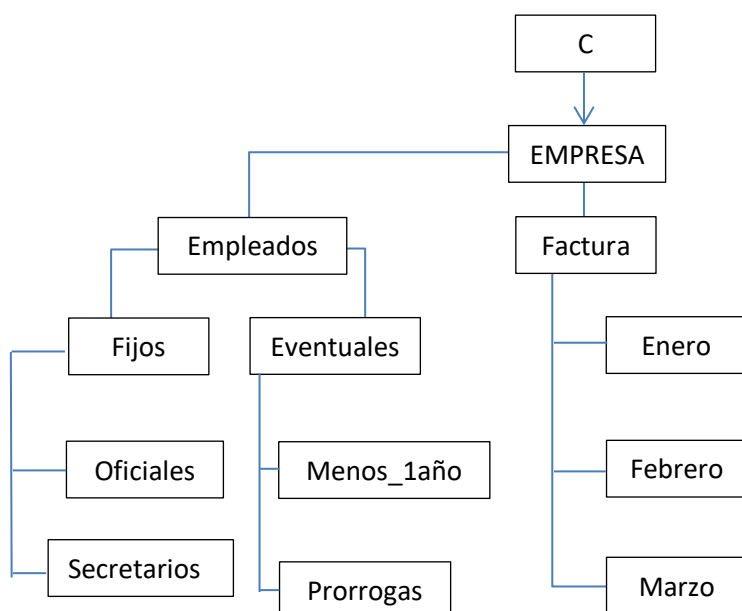 C
EMPRESA
Empleados
Factura
Fijos
Eventuales
Enero
Oficiales
Menos_1año
Febrero
Secretarios
Prorrogas
Marzo